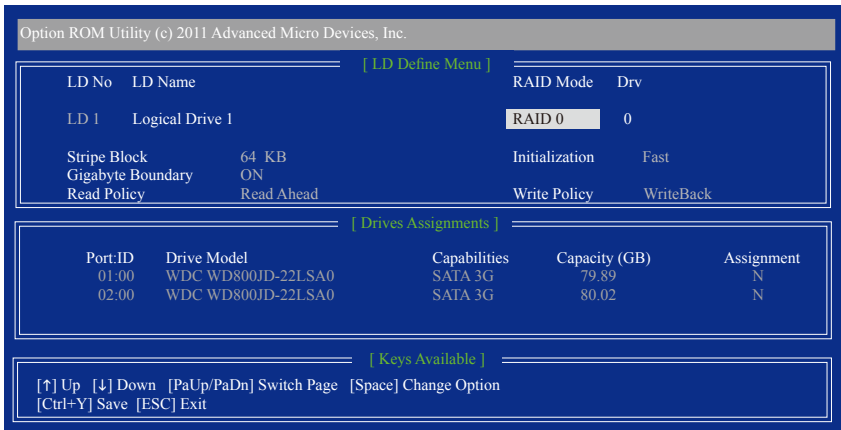 Option ROM Utility (c) 2011 Advanced Micro Devices, Inc.
[ LD Define Menu ]
LD No LD Name RAID Mode Drv
LD 1 Logical Drive 1 RAID 0 0
Stripe Block 64 KB Initialization Fast
Gigabyte Boundary ON
Read Policy Read Ahead Write Policy WriteBack
[ Drives Assignments ]
Port:ID Drive Model Capabilities Capacity (GB) Assignment
01:00 WDC WD800JD-22LSA0 SATA 3G 79.89 N
02:00 WDC WD800JD-22LSA0 SATA 3G 80.02 N
[ Keys Available ]
[↑] Up [↓] Down [PaUp/PaDn] Switch Page [Space] Change Option
[Ctrl+Y] Save [ESC] Exit